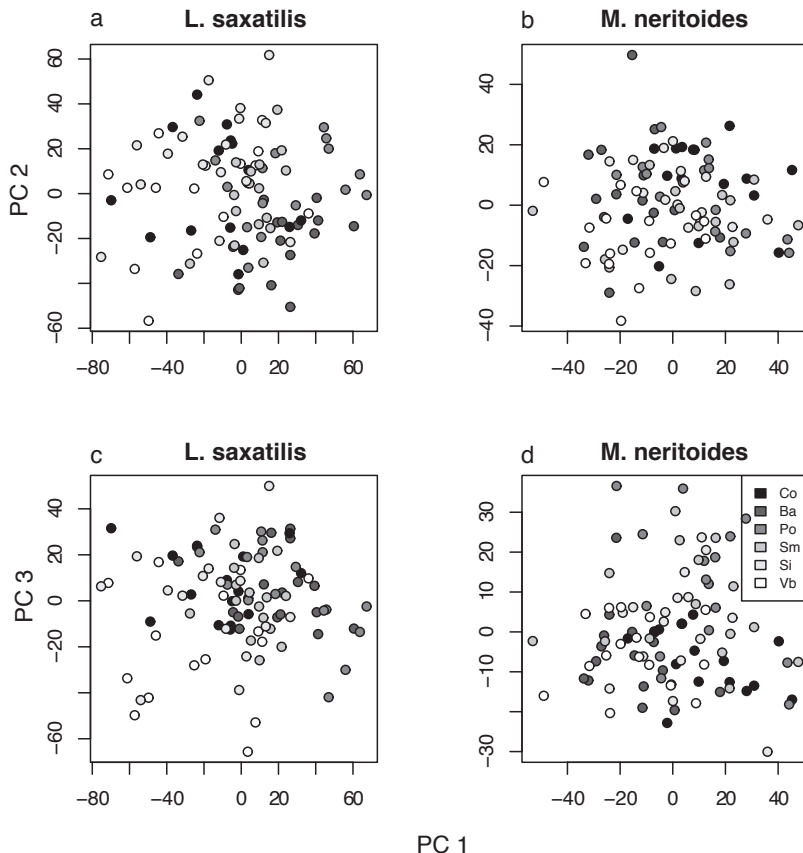 a L. saxatilis
b M. neritoides
PC 2
60
40
20
0
−20
−60
−80 −40 0 20 40 60
20
0
−20
−40
−40 −20 0 20 40
c L. saxatilis
d M. neritoides
PC 3
40
20
0
−20
−60
−80 −40 0 20 40 60
30
20
10
0
−10
−30
−40 −20 0 20 40
Co
Ba
Po
Sm
Si
Vb
PC 1